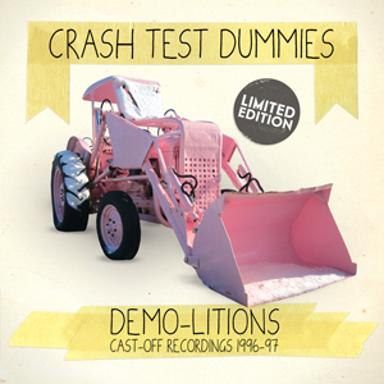 CRASH TEST DUMMIES
LIMITED
EDITION
DEMO-LITIONS
CAST-OFF RECORDINGS 1996-97